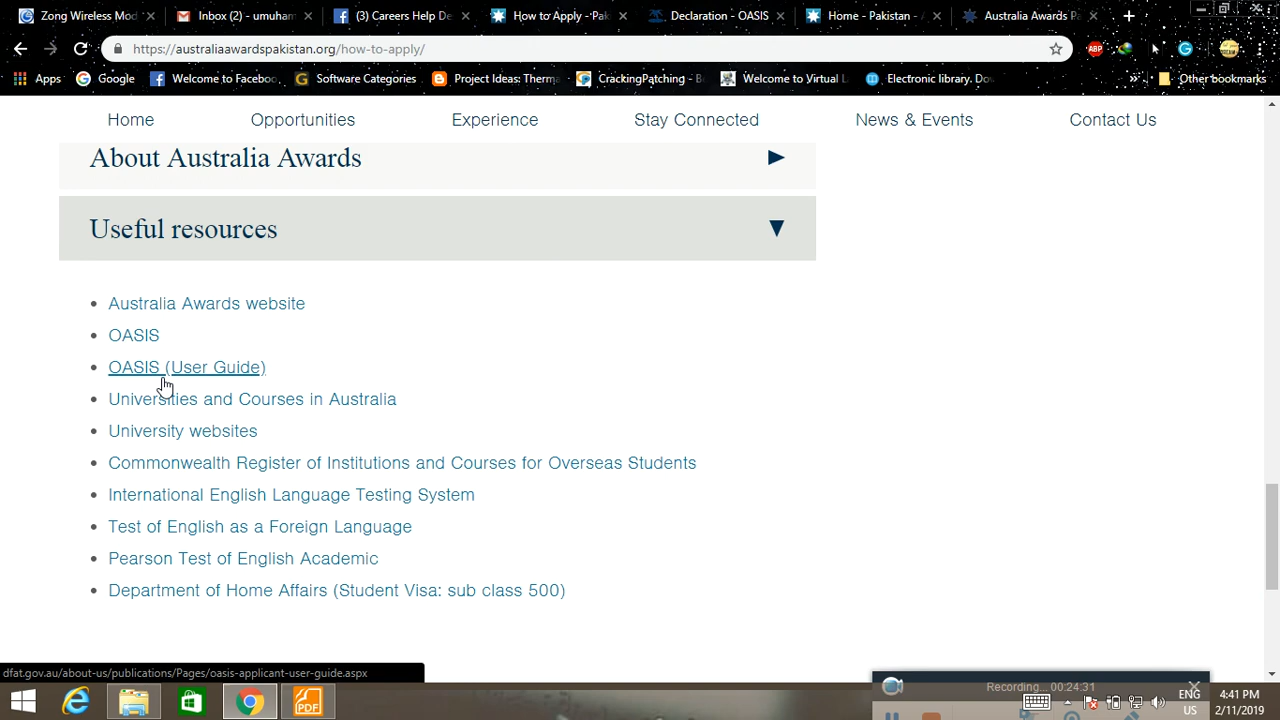 Zong Wireless Mod
Inbox (2) - umuhan
(3) Careers Help De
How to Apply - Pak
Declaration - OASIS
Home - Pakistan - A
Australia Awards Pa
https://australiaawardspakistan.org/how-to-apply/
ABP
Apps
Google
Welcome to Faceboo
Software Categories
Project Ideas: Therma
CrackingPatching - B
Welcome to Virtual L
Electronic library. Do
Other bookmarks
Home
Opportunities
Experience
Stay Connected
News & Events
Contact Us
About Australia Awards
Useful resources
Australia Awards website
OASIS
OASIS (User Guide)
Universities and Courses in Australia
University websites
Commonwealth Register of Institutions and Courses for Overseas Students
International English Language Testing System
Test of English as a Foreign Language
Pearson Test of English Academic
Department of Home Affairs (Student Visa: sub class 500)
dfat.gov.au/about-us/publications/Pages/oasis-applicant-user-guide.aspx
Recording... 00:24:31
PDF
ENG
US
4:41 PM
2/11/2019